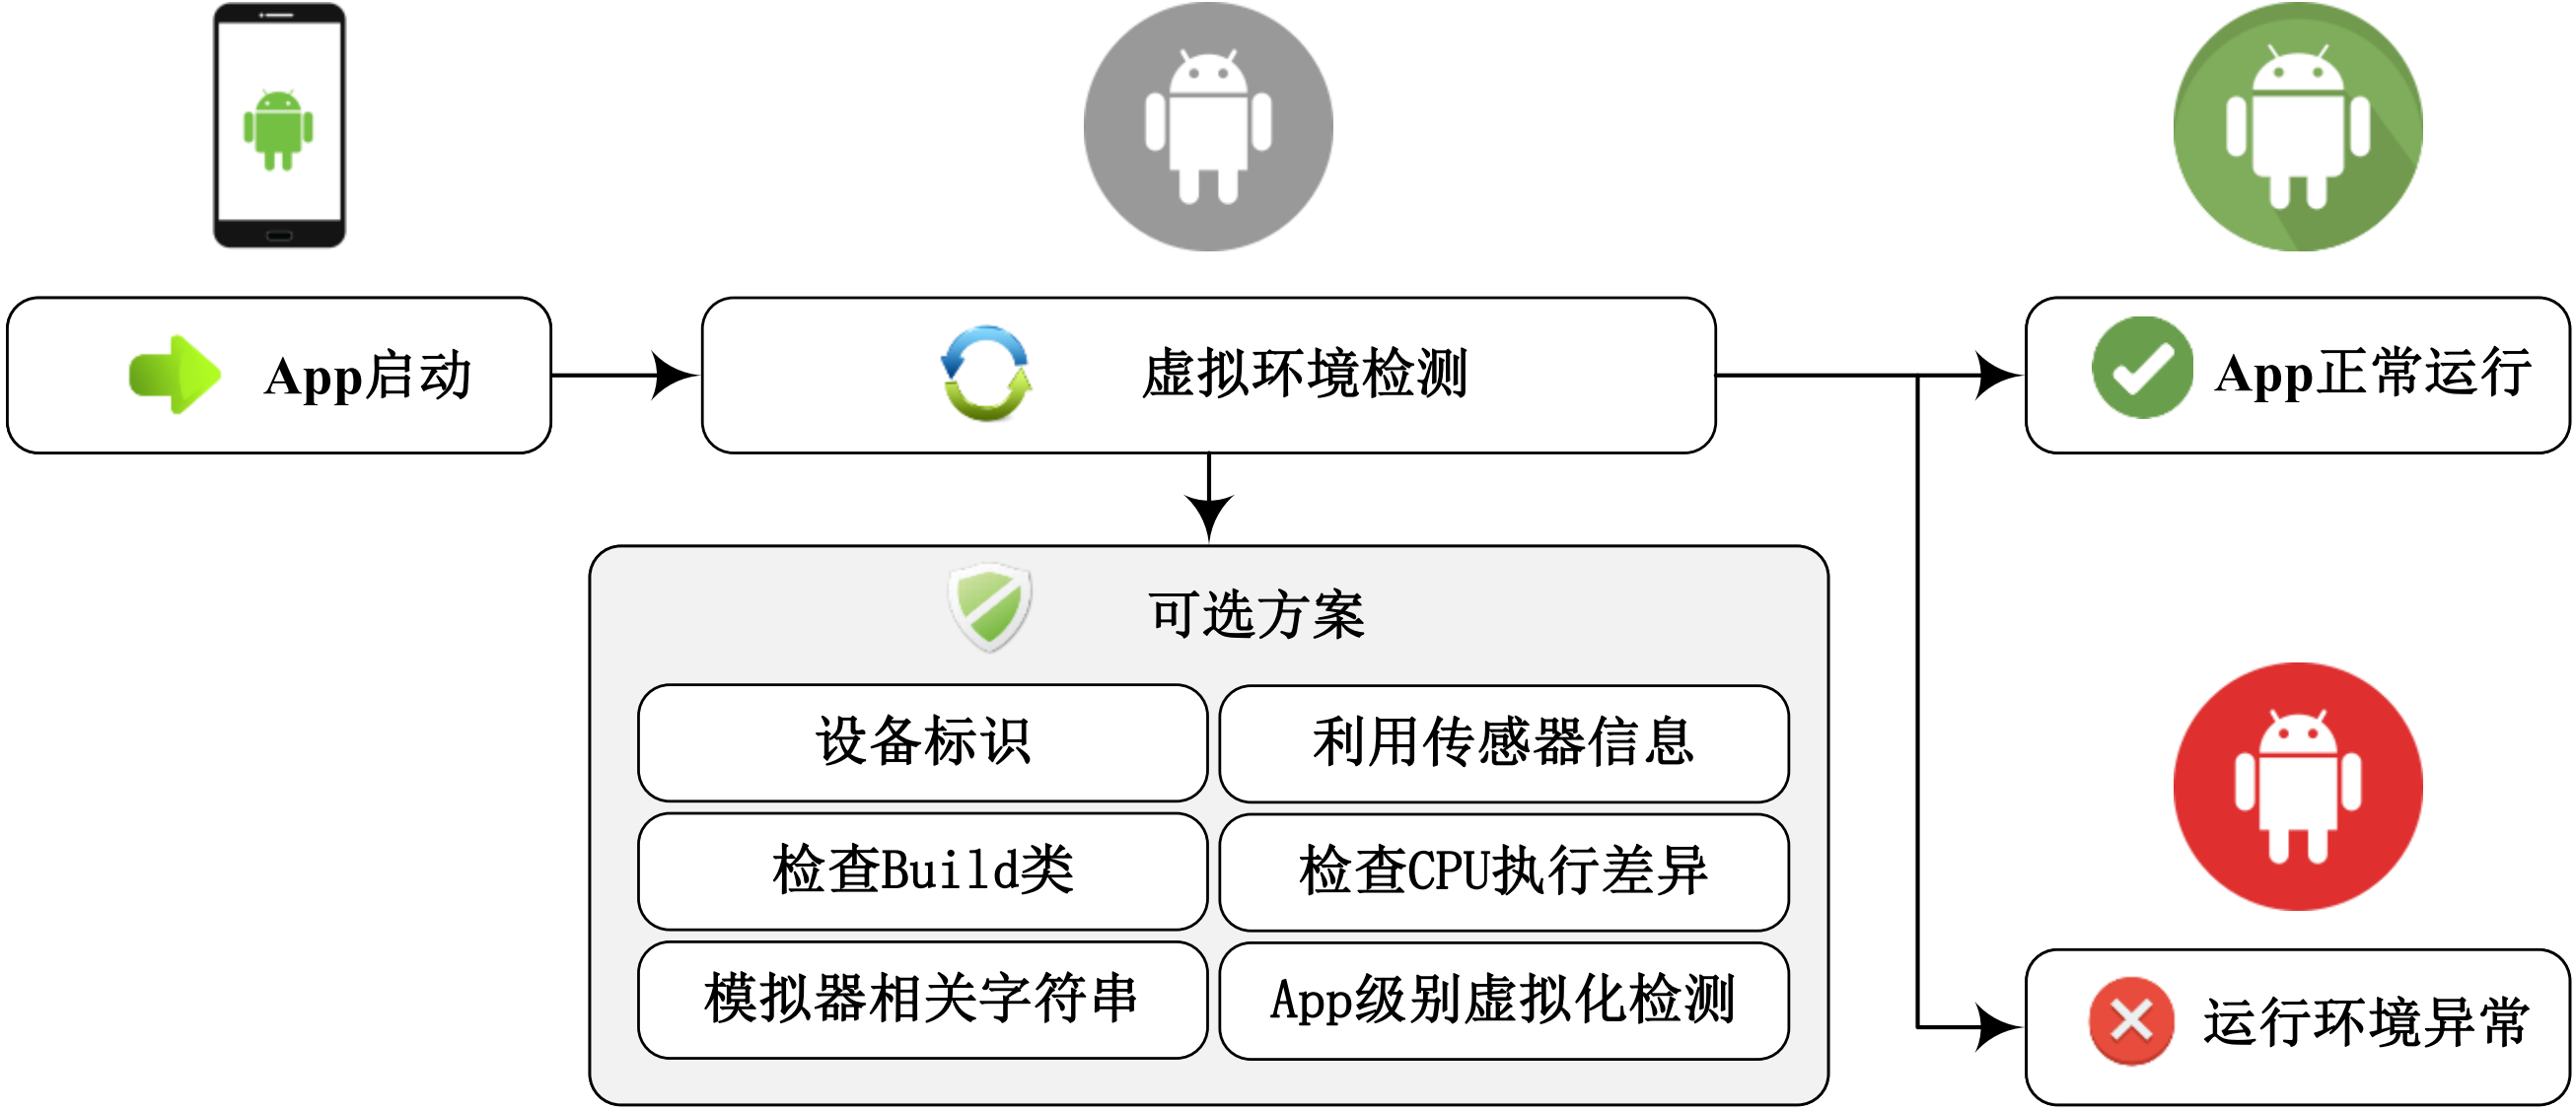 App启动
虚拟环境检测
App正常运行
可选方案
设备标识
利用传感器信息
检查Build类
检查CPU执行差异
模拟器相关字符串
App级别虚拟化检测
运行环境异常